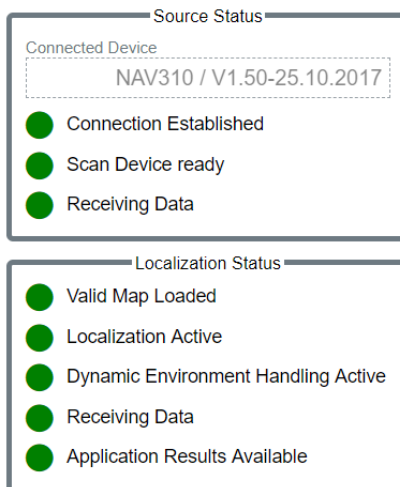 Source Status
Connected Device
NAV310 / V1.50-25.10.2017
Connection Established
Scan Device ready
Receiving Data
Localization Status
Valid Map Loaded
Localization Active
Dynamic Environment Handling Active
Receiving Data
Application Results Available